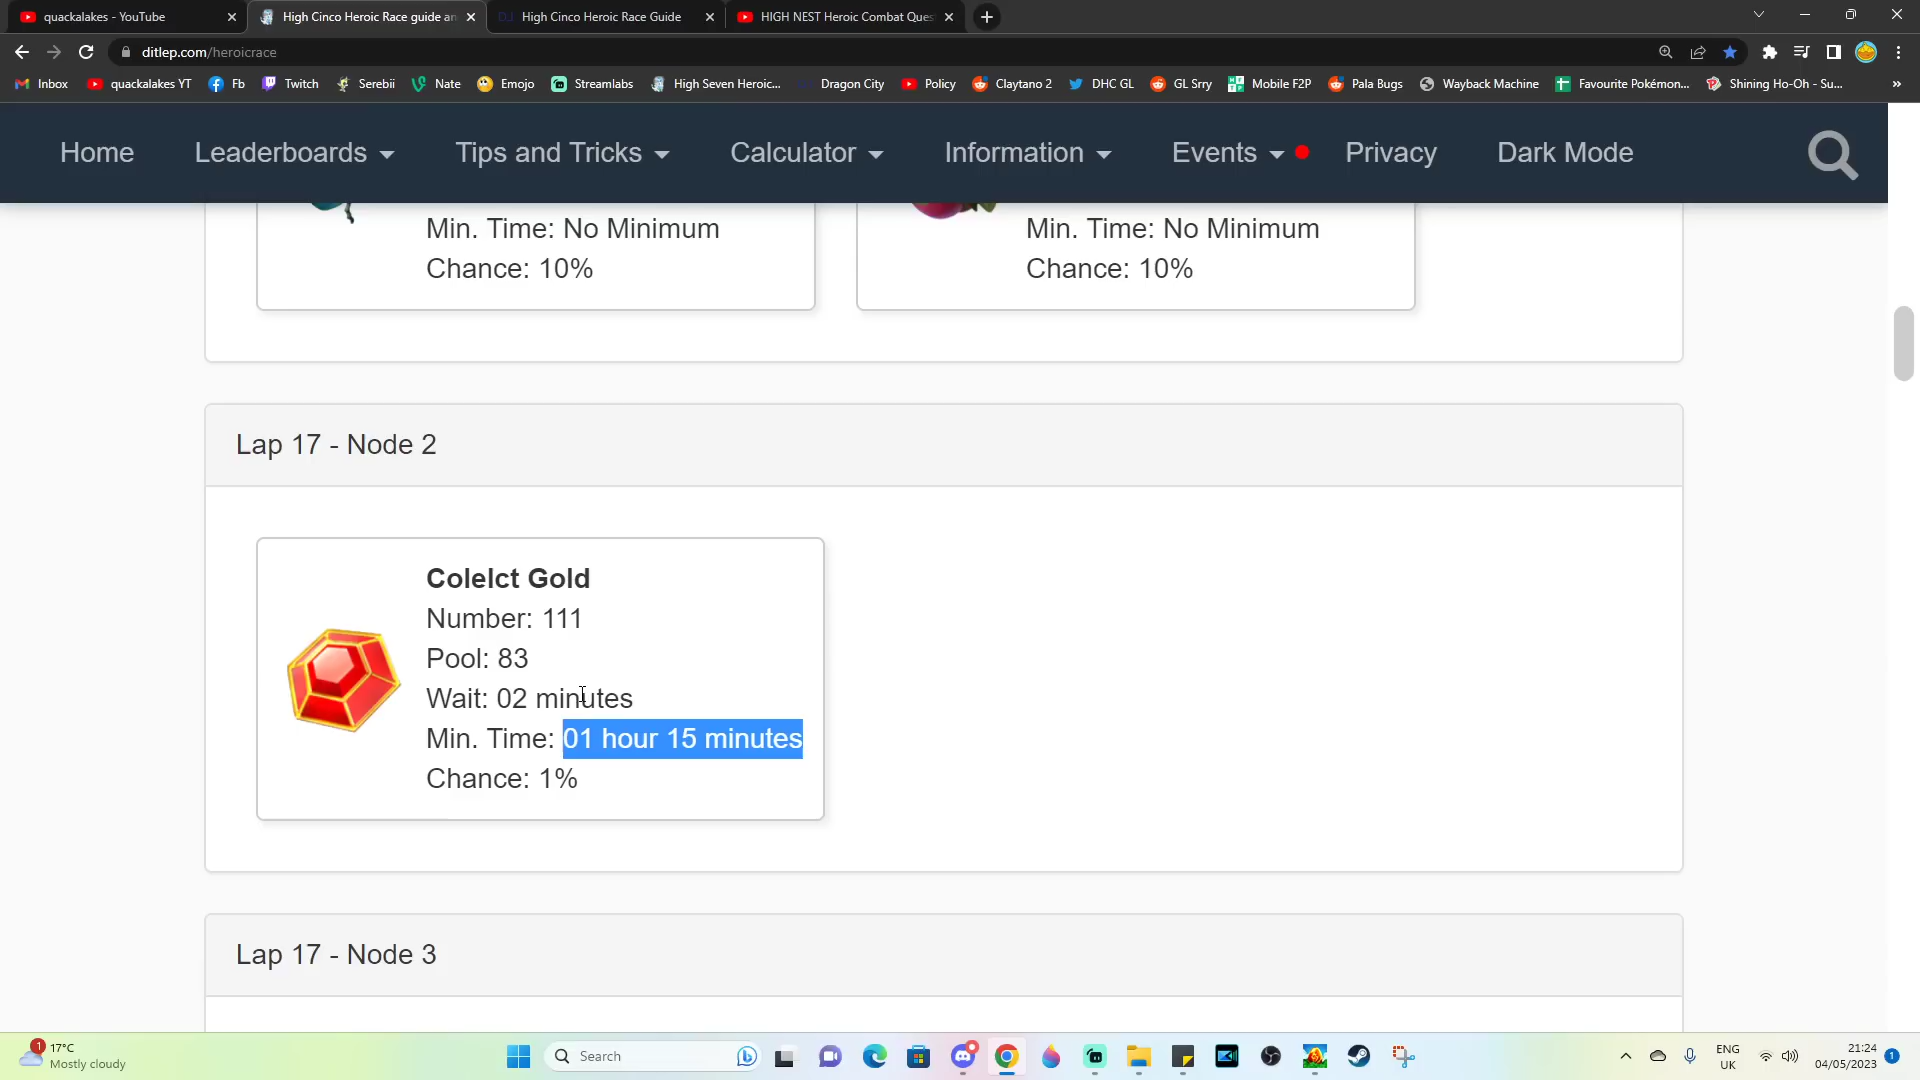 quackalakes - YouTube
High Cinco Heroic Race guide an
High Cinco Heroic Race Guide
HIGH NEST Heroic Combat Ques
ditlep.com/heroicrace
Inbox
quackalakes YT
Fb
Twitch
Serebii
Nate
Emojo
Streamlabs
High Seven Heroic...
Dragon City
Policy
Claytano 2
DHC GL
GL Srry
Mobile F2P
Pala Bugs
Wayback Machine
Favourite Pokémon...
Shining Ho-Oh - Su...
»
Home
Leaderboards
Tips and Tricks
Calculator
Information
Events
Privacy
Dark Mode
Min. Time: No Minimum
Chance: 10%
Min. Time: No Minimum
Chance: 10%
Lap 17 - Node 2
Colelct Gold
Number: 111
Pool: 83
Wait: 02 minutes
Min. Time: 01 hour 15 minutes
Chance: 1%
Lap 17 - Node 3
1
17°C
Mostly cloudy
Search
ENG
UK
21:24
04/05/2023
1